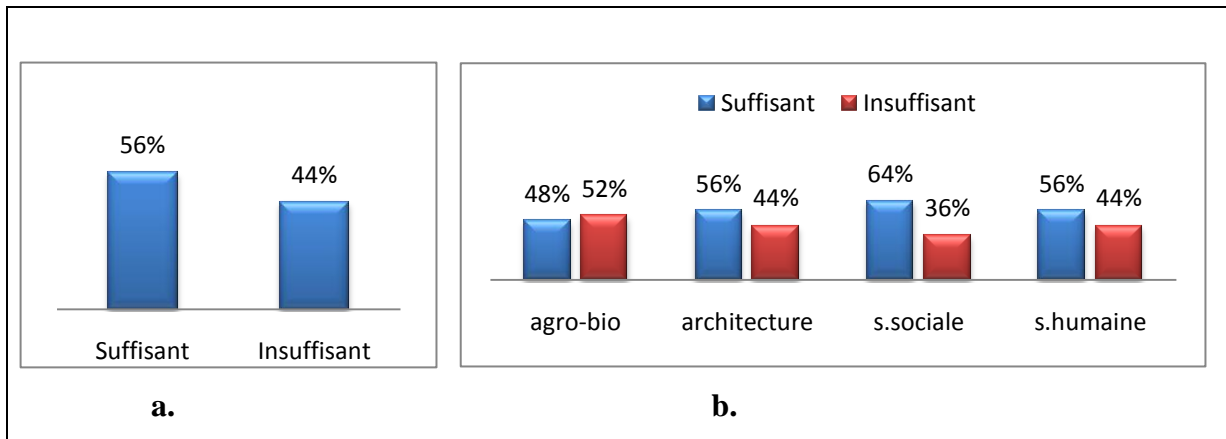 56%
44%
Suffisant Insuffisant
a.
Suffisant Insuffisant
48% 52% 56% 44% 64% 36% 56% 44%
agro-bio architecture s.sociale s.humaine
b.